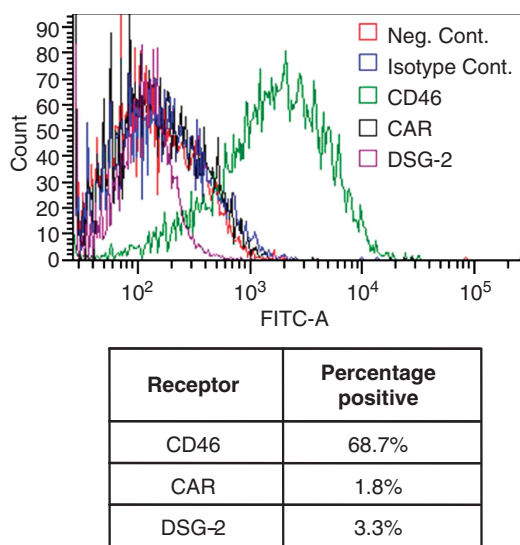 90
80
70
60
50
40
30
20
10
0
Count
10² 10³ 10⁴ 10⁵
FITC-A
Neg. Cont.
Isotype Cont.
CD46
CAR
DSG-2
Receptor Percentage positive
CD46 68.7%
CAR 1.8%
DSG-2 3.3%